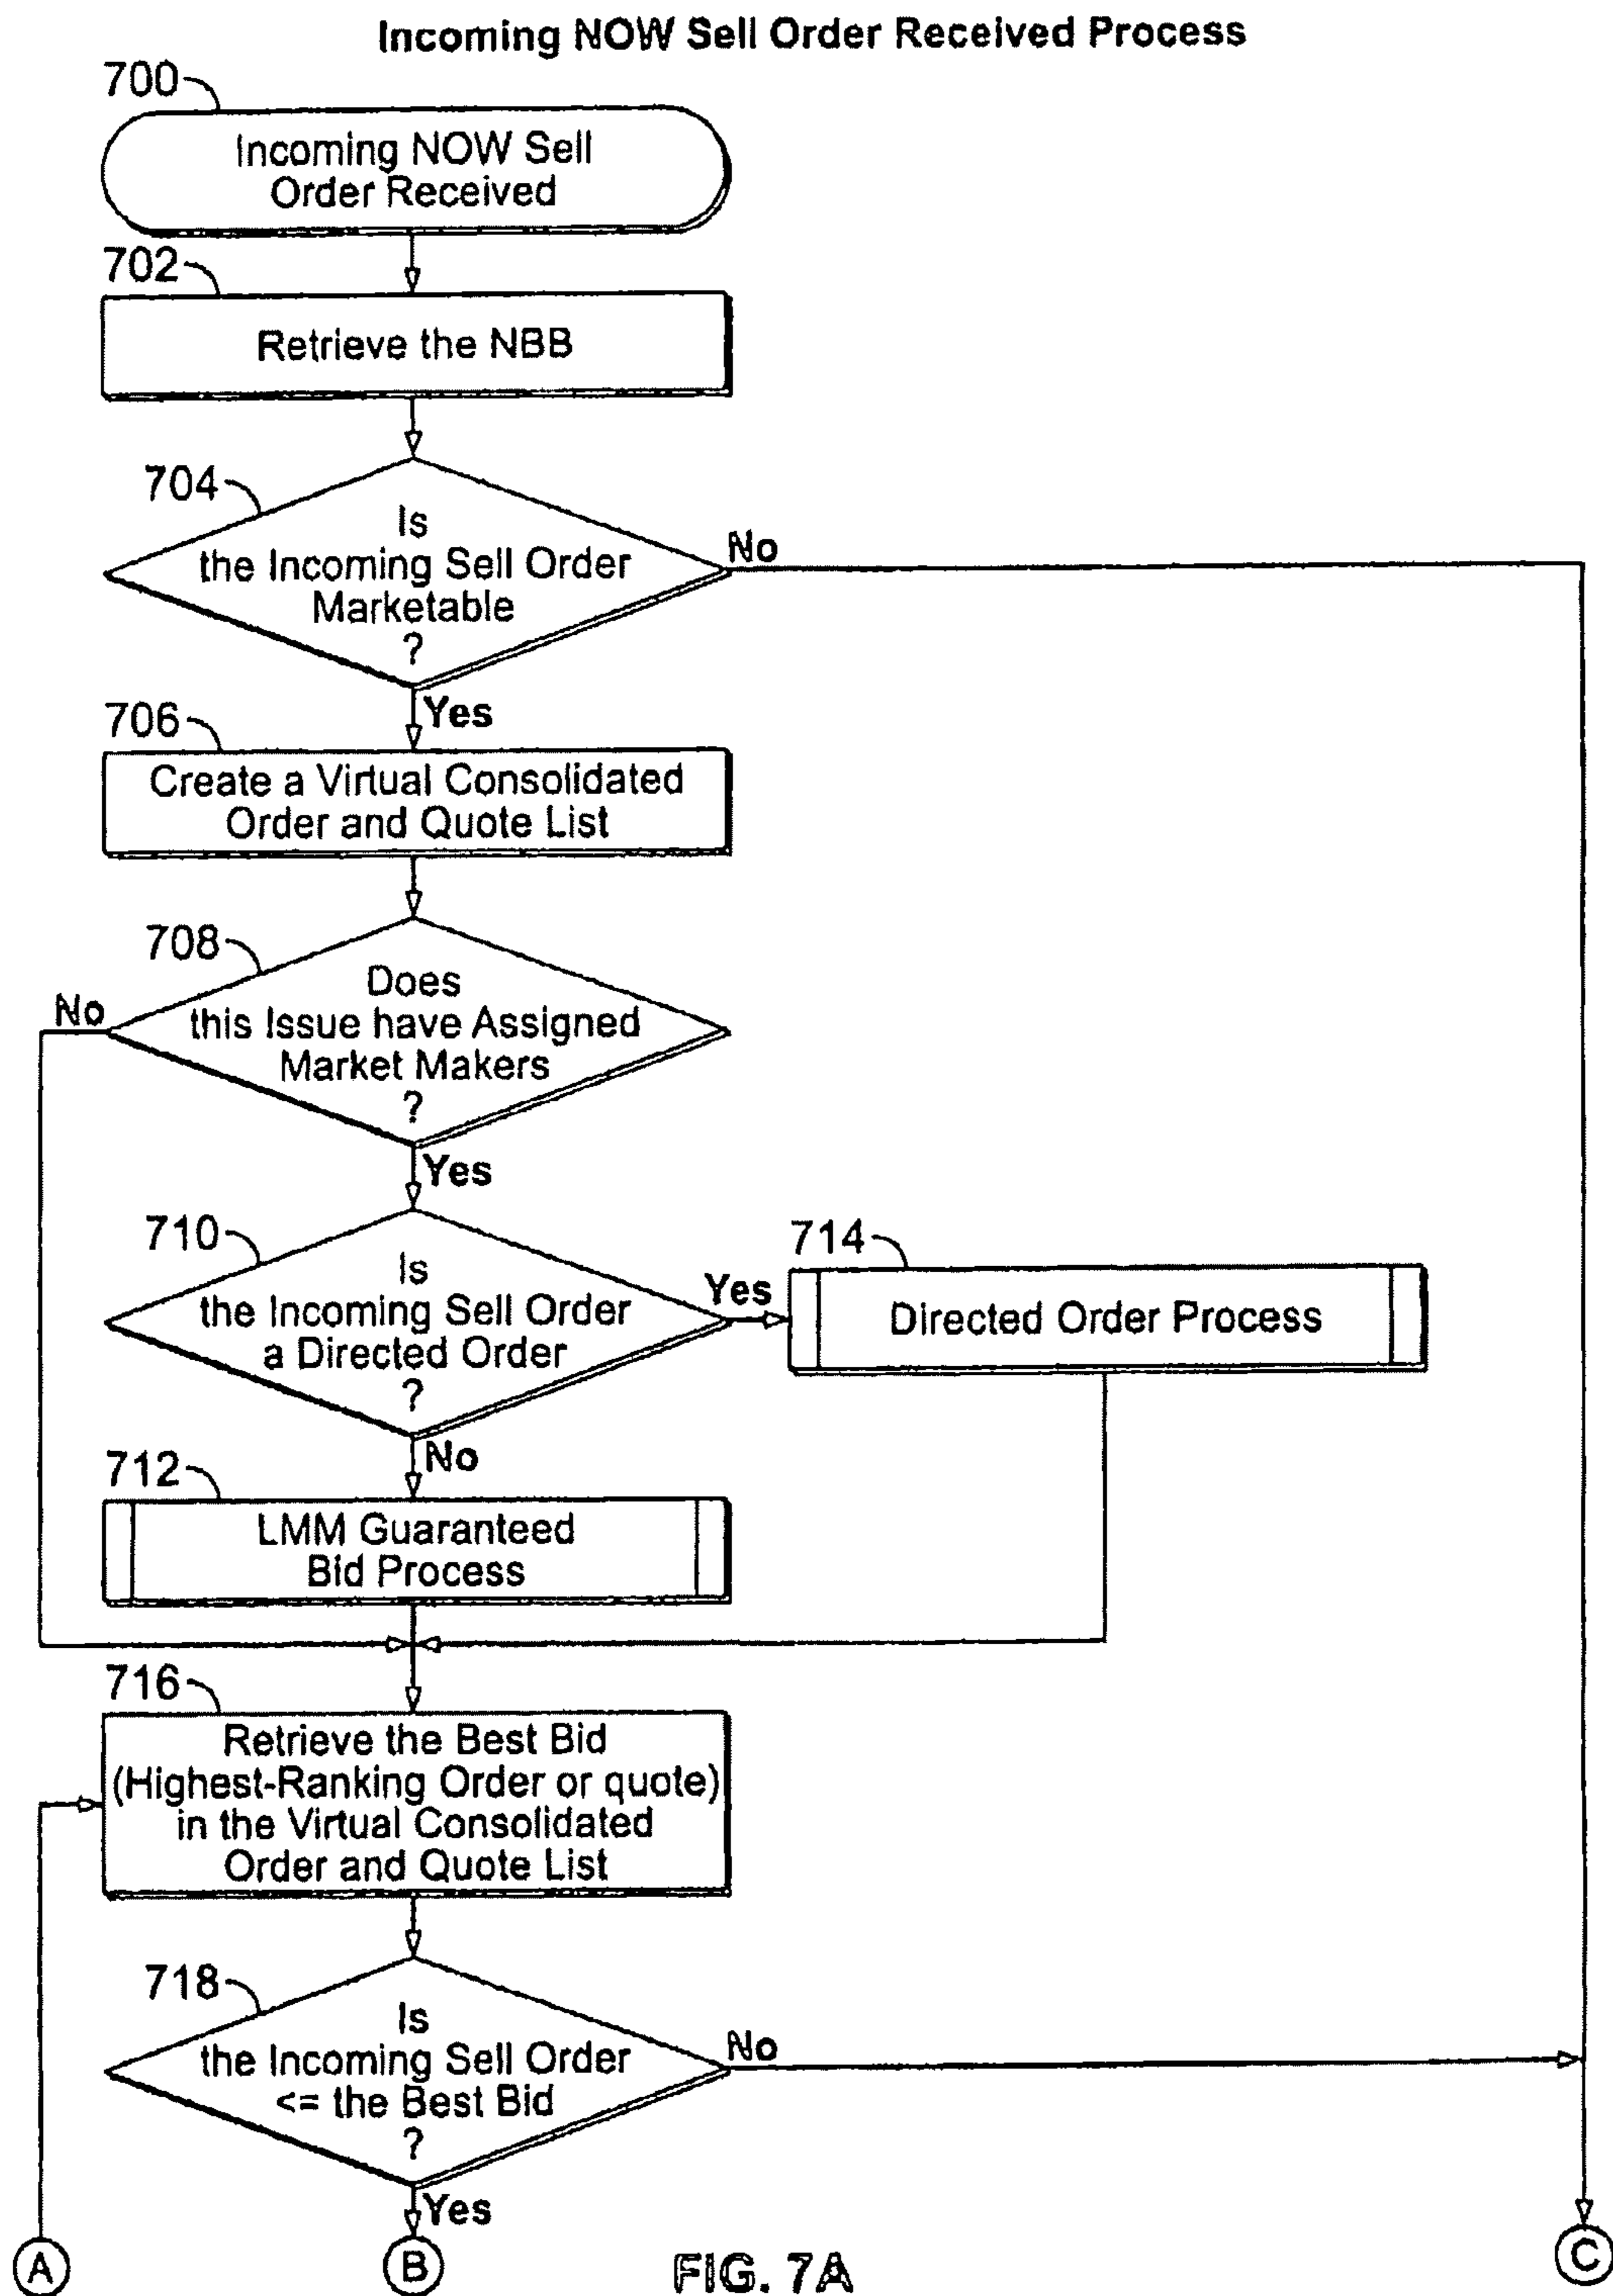 Incoming NOW Sell Order Received Process
700
Incoming NOW Sell
Order Received
702
Retrieve the NBB
704
Is
the Incoming Sell Order
Marketable
?
No
Yes
706
Create a Virtual Consolidated
Order and Quote List
708
Does
this Issue have Assigned
Market Makers
?
No
Yes
710
Is
the Incoming Sell Order
a Directed Order
?
Yes
714
Directed Order Process
No
712
LMM Guaranteed
Bid Process
716
Retrieve the Best Bid
(Highest-Ranking Order or quote)
in the Virtual Consolidated
Order and Quote List
718
Is
the Incoming Sell Order
<= the Best Bid
?
No
Yes
A
B
C
FIG. 7A